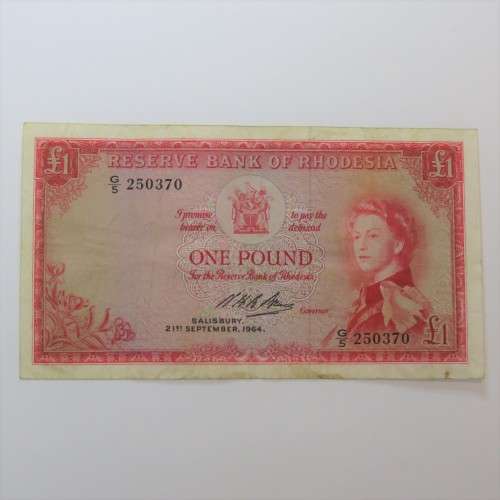 £1 RESERVE BANK OF RHODESIA £1
G/5 250370
I promise to pay the
bearer on demand
ONE POUND
For the Reserve Bank of Rhodesia
Governor
SALISBURY,
21ST SEPTEMBER, 1964.
G/5 250370
£1